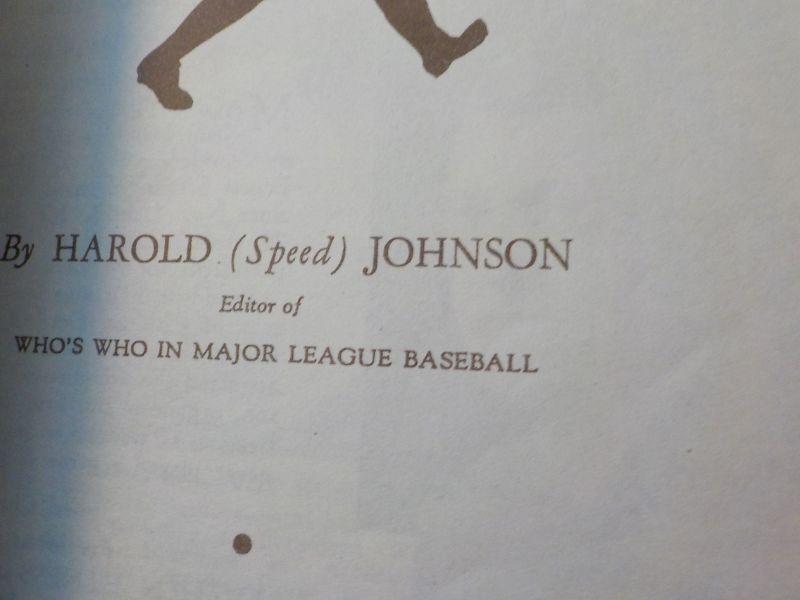 By HAROLD (Speed) JOHNSON
Editor of
WHO'S WHO IN MAJOR LEAGUE BASEBALL